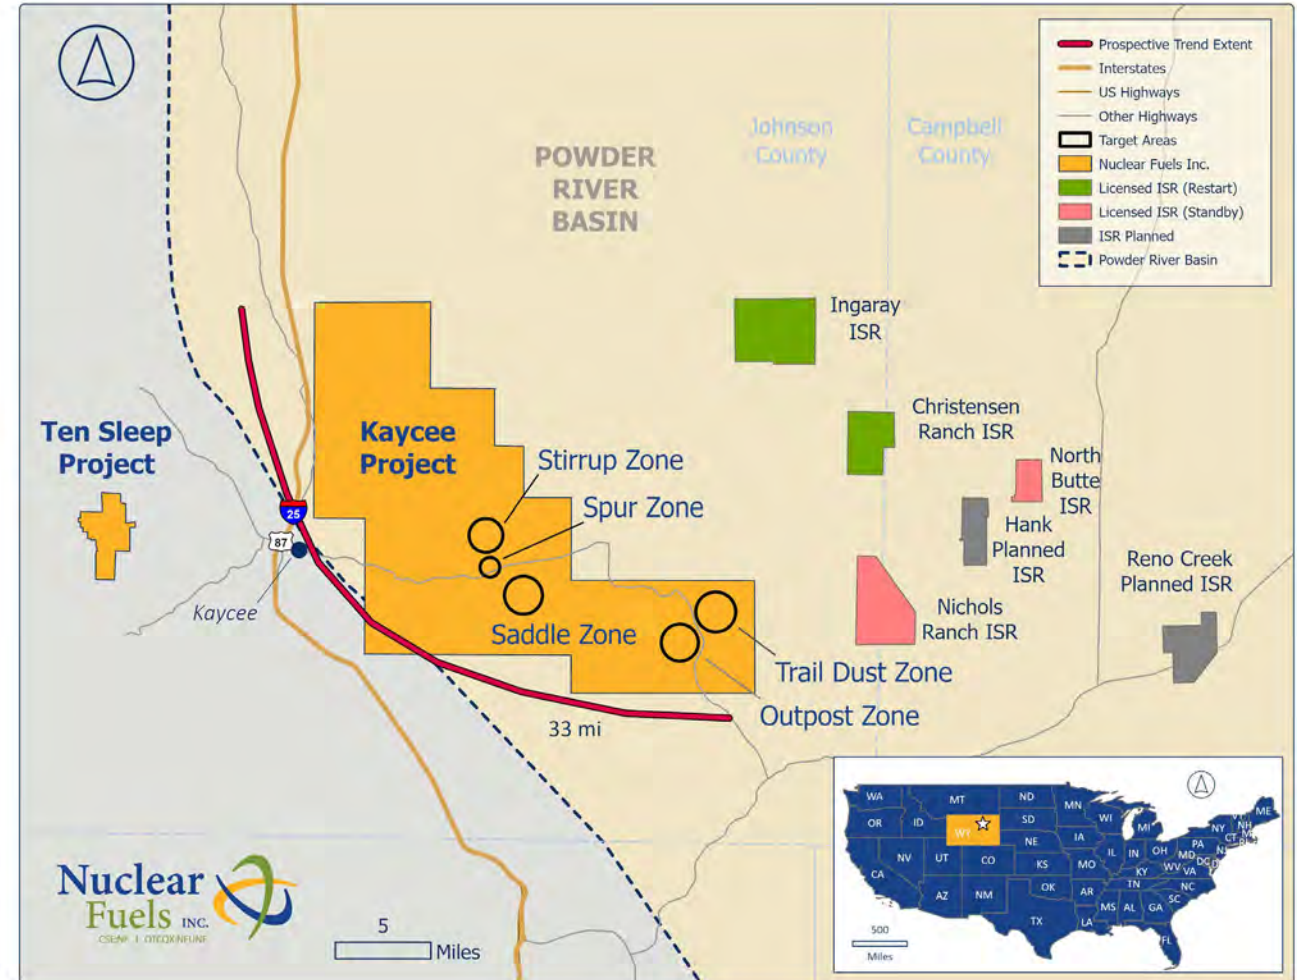 Prospective Trend Extent
Interstates
US Highways
Other Highways
Target Areas
Nuclear Fuels Inc.
Licensed ISR (Restart)
Licensed ISR (Standby)
ISR Planned
Powder River Basin
Johnson
County
Campbell
County
POWDER
RIVER
BASIN
Ingaray
ISR
Christensen
Ranch ISR
North
Butte
ISR
Hank
Planned
ISR
Reno Creek
Planned ISR
Nichols
Ranch ISR
Ten Sleep
Project
Kaycee
Project
Stirrup Zone
Spur Zone
Saddle Zone
Trail Dust Zone
Outpost Zone
25
87
Kaycee
33 mi
Nuclear
Fuels INC.
5
Miles
WA
MT
ND
MN
OR
ID
WY
SD
WI
MI
NY
ME
NH
CT
NV
UT
CO
NE
IA
IL
IN
OH
PA
MD
DC
CA
KS
MO
KY
WV
VA
AZ
NM
OK
AR
TN
NC
SC
TX
LA
MS
AL
GA
FL
500
Miles